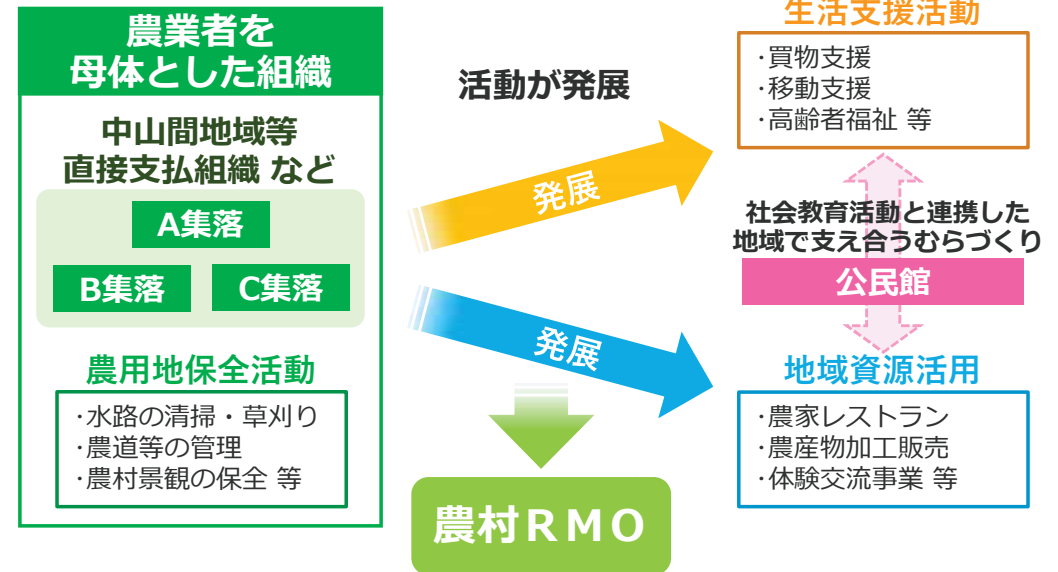 農業者を
母体とした組織
中山間地域等
直接支払組織 など
A集落
B集落
C集落
農用地保全活動
･水路の清掃・草刈り
･農道等の管理
･農村景観の保全 等
活動が発展
発展
発展
農村ＲＭＯ
生活支援活動
･買物支援
･移動支援
･高齢者福祉 等
社会教育活動と連携した
地域で支え合うむらづくり
公民館
地域資源活用
･農家レストラン
･農産物加工販売
･体験交流事業 等